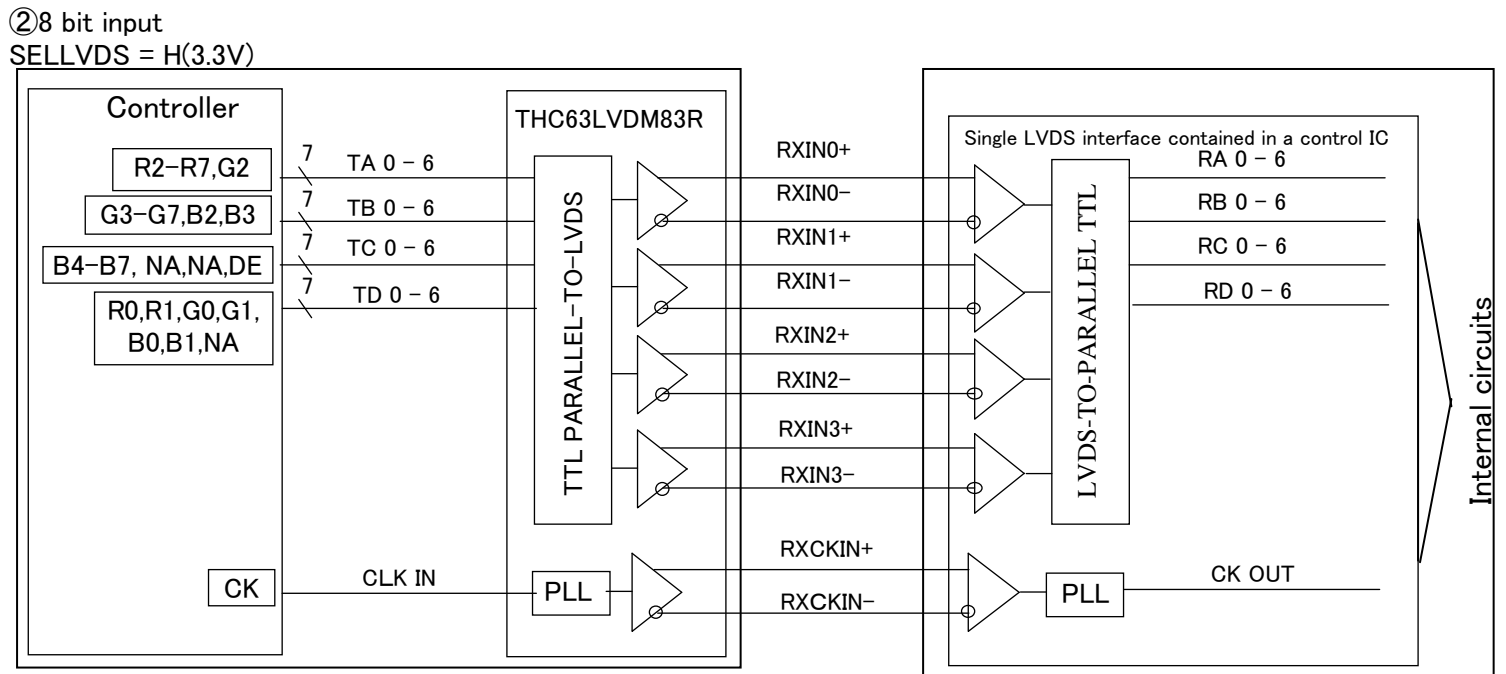 ②8 bit input
SELLVDS = H(3.3V)
Controller
R2-R7,G2
G3-G7,B2,B3
B4-B7, NA,NA,DE
R0,R1,G0,G1,
B0,B1,NA
CK
7
TA 0 - 6
7
TB 0 - 6
7
TC 0 - 6
7
TD 0 - 6
CLK IN
THC63LVDM83R
TTL PARALLEL-TO-LVDS
PLL
RXIN0+
RXIN0-
RXIN1+
RXIN1-
RXIN2+
RXIN2-
RXIN3+
RXIN3-
RXCKIN+
RXCKIN-
Single LVDS interface contained in a control IC
LVDS-TO-PARALLEL TTL
PLL
RA 0 - 6
RB 0 - 6
RC 0 - 6
RD 0 - 6
CK OUT
Internal circuits